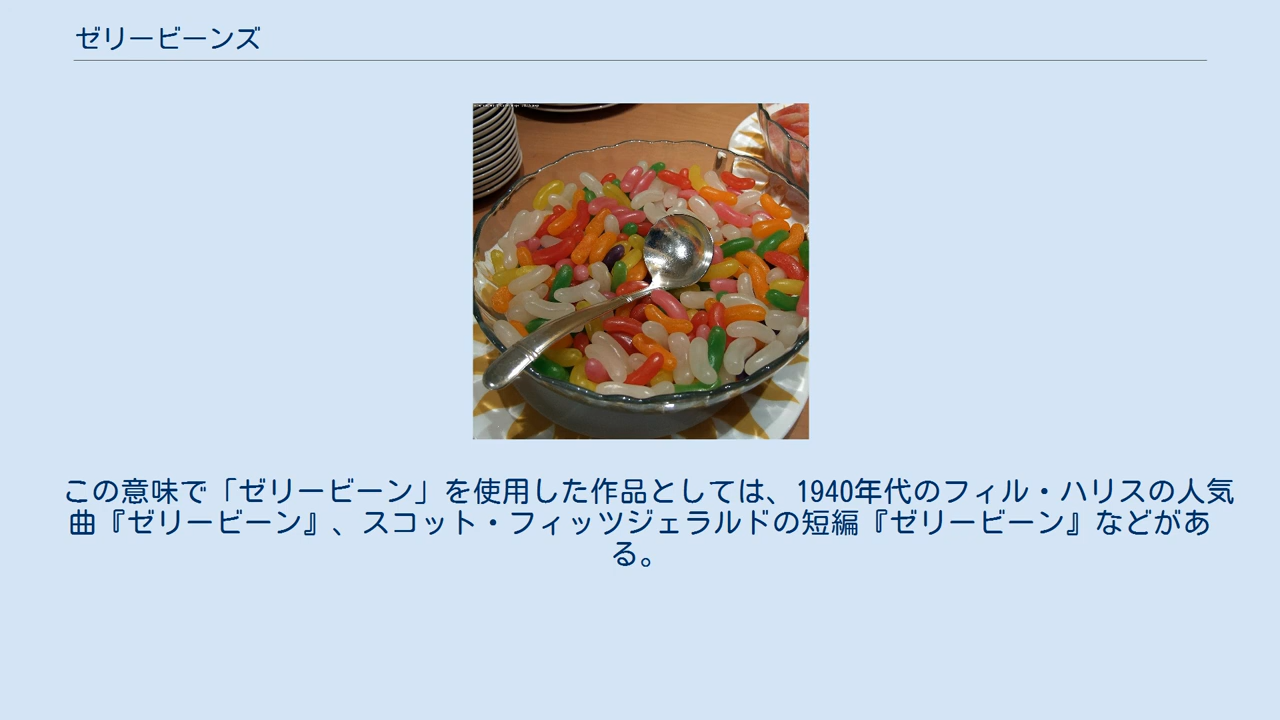 ゼリービーンズ
この意味で「ゼリービーン」を使用した作品としては、1940年代のフィル・ハリスの人気
曲『ゼリービーン』、スコット・フィッツジェラルドの短編『ゼリービーン』などがあ
る。